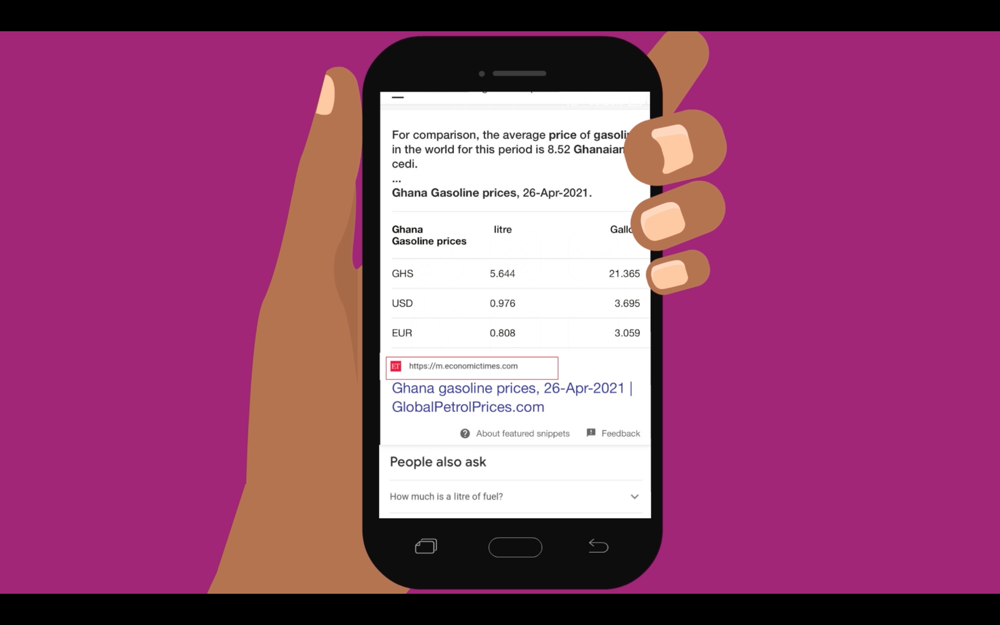 For comparison, the average price of gasoli
in the world for this period is 8.52 Ghanaian
cedi.
...
Ghana Gasoline prices, 26-Apr-2021.
Ghana litre Gallo
Gasoline prices
GHS 5.644 21.365
USD 0.976 3.695
EUR 0.808 3.059
ET https://m.economictimes.com
Ghana gasoline prices, 26-Apr-2021 |
GlobalPetrolPrices.com
About featured snippets Feedback
People also ask
How much is a litre of fuel?